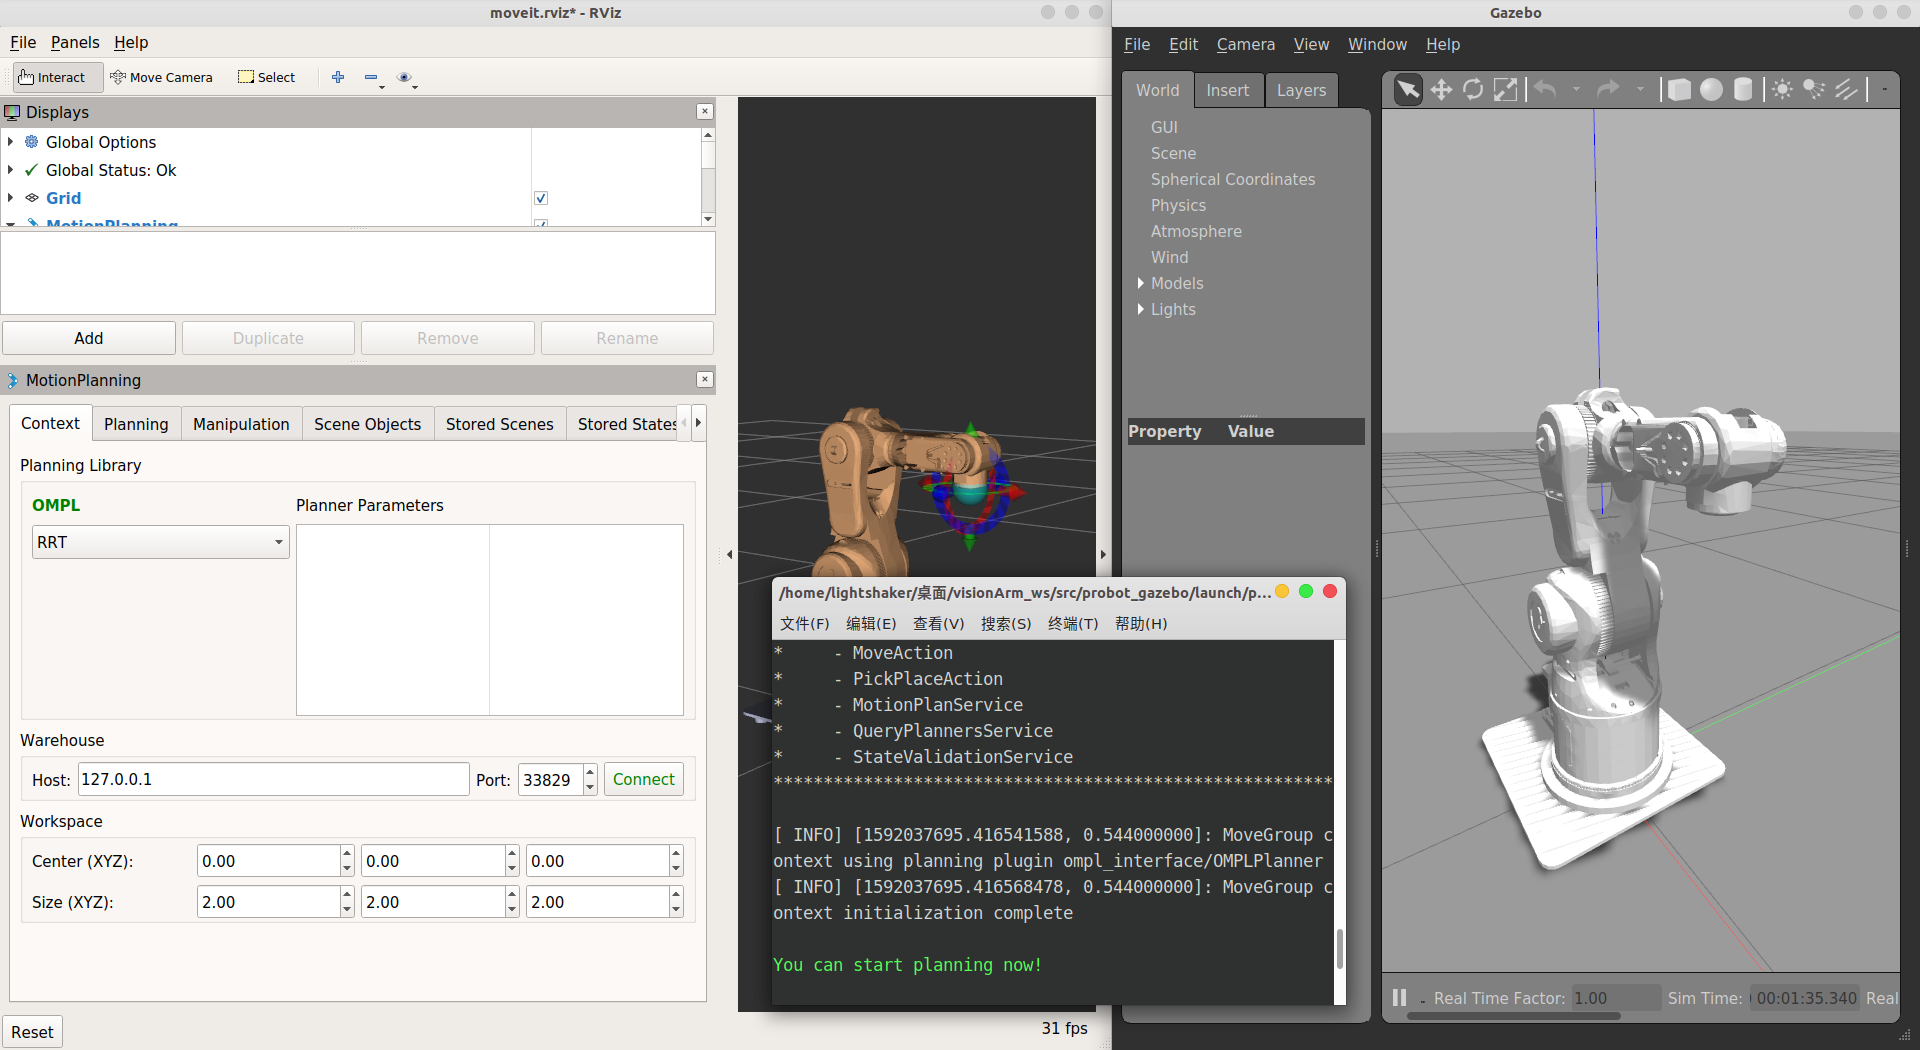 moveit.rviz* - RViz
File Panels Help
Interact Move Camera Select
Displays
Global Options
Global Status: Ok
Grid
MotionPlanning
Add Duplicate Remove Rename
MotionPlanning
Context Planning Manipulation Scene Objects Stored Scenes Stored States
Planning Library
OMPL Planner Parameters
RRT
Warehouse
Host: 127.0.0.1 Port: 33829 Connect
Workspace
Center (XYZ): 0.00 0.00 0.00
Size (XYZ): 2.00 2.00 2.00
Reset
31 fps
/home/lightshaker/桌面/visionArm_ws/src/probot_gazebo/launch/p...
文件(F) 编辑(E) 查看(V) 搜索(S) 终端(T) 帮助(H)
* - MoveAction
* - PickPlaceAction
* - MotionPlanService
* - QueryPlannersService
* - StateValidationService
********************************************************
[ INFO] [1592037695.416541588, 0.544000000]: MoveGroup c
ontext using planning plugin ompl_interface/OMPLPlanner
[ INFO] [1592037695.416568478, 0.544000000]: MoveGroup c
ontext initialization complete
You can start planning now!
Gazebo
File Edit Camera View Window Help
World Insert Layers
GUI
Scene
Spherical Coordinates
Physics
Atmosphere
Wind
Models
Lights
Property Value
Real Time Factor: 1.00 Sim Time: 00:01:35.340 Real